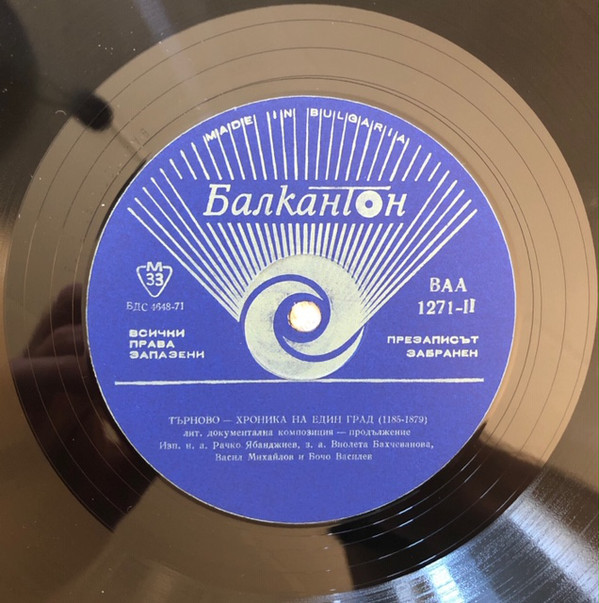 MADE IN BULGARIA
Балкантон
М
33
БДС 4648-71
ВАА
1271-II
ВСИЧКИ
ПРАВА
ЗАПАЗЕНИ
ПРЕЗАПИСЪТ
ЗАБРАНЕН
ТЪРНОВО — ХРОНИКА НА ЕДИН ГРАД (1185-1879)
лит. документална композиция — продължение
Изп. н. а. Рачко Ябанджиев, з. а. Виолета Бахчеванова,
Васил Михайлов и Бочо Василев